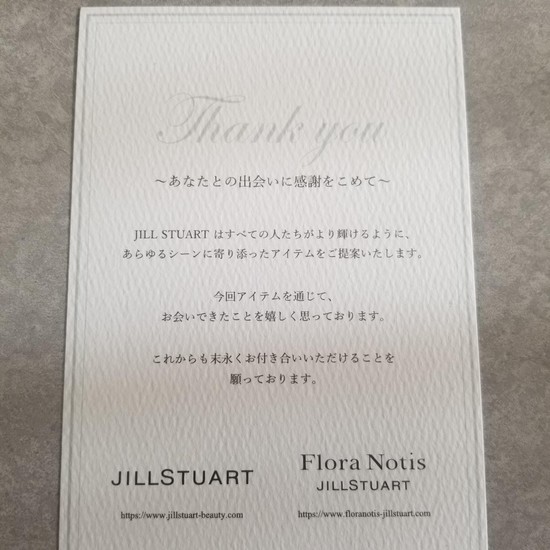 Thank you
～あなたとの出会いに感謝をこめて～
JILL STUART はすべての人たちがより輝けるように、
あらゆるシーンに寄り添ったアイテムをご提案いたします。
今回アイテムを通じて、
お会いできたことを嬉しく思っております。
これからも末永くお付き合いいただけることを
願っております。
JILLSTUART
https://www.jillstuart-beauty.com
Flora Notis
JILLSTUART
https://www.floranotis-jillstuart.com